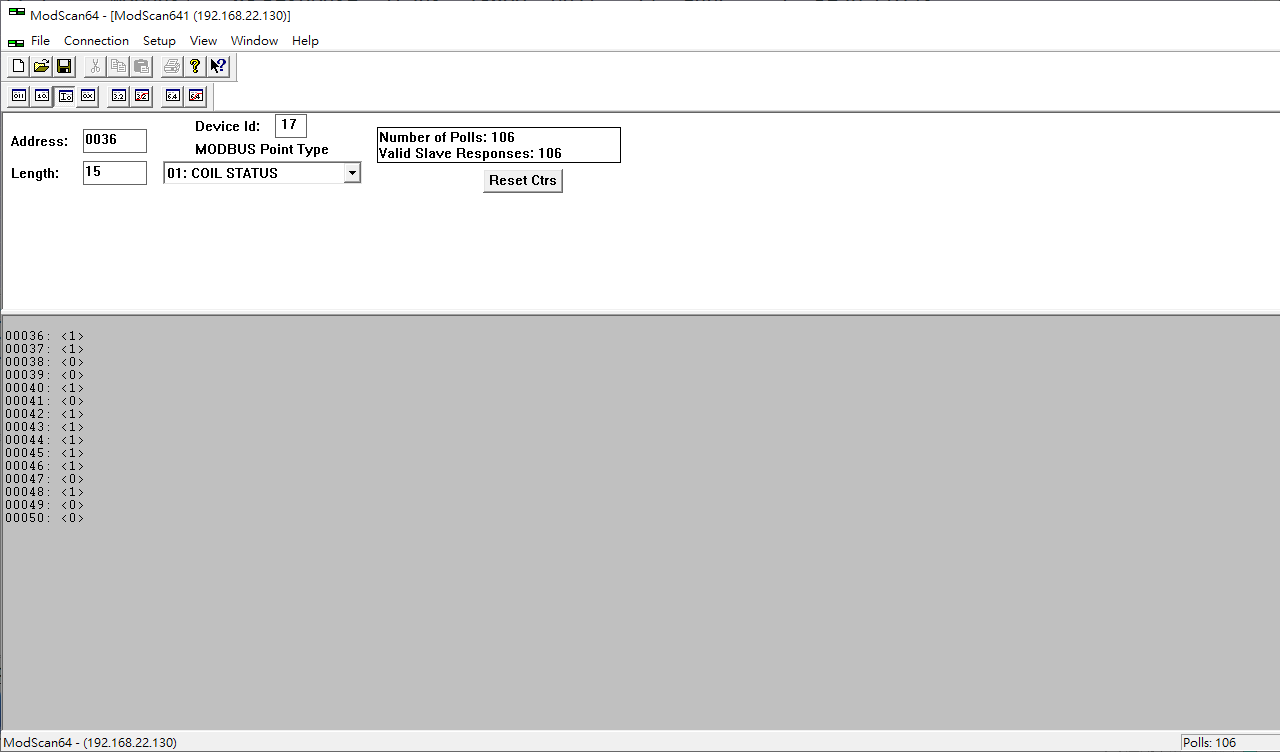 ModScan64 - [ModScan641 (192.168.22.130)]
File Connection Setup View Window Help
Device Id: 17
Address: 0036
MODBUS Point Type
Length: 15
01: COIL STATUS
Number of Polls: 106
Valid Slave Responses: 106
Reset Ctrs
00036: <1>
00037: <1>
00038: <0>
00039: <0>
00040: <1>
00041: <0>
00042: <1>
00043: <1>
00044: <1>
00045: <1>
00046: <1>
00047: <0>
00048: <1>
00049: <0>
00050: <0>
ModScan64 - (192.168.22.130)
Polls: 106